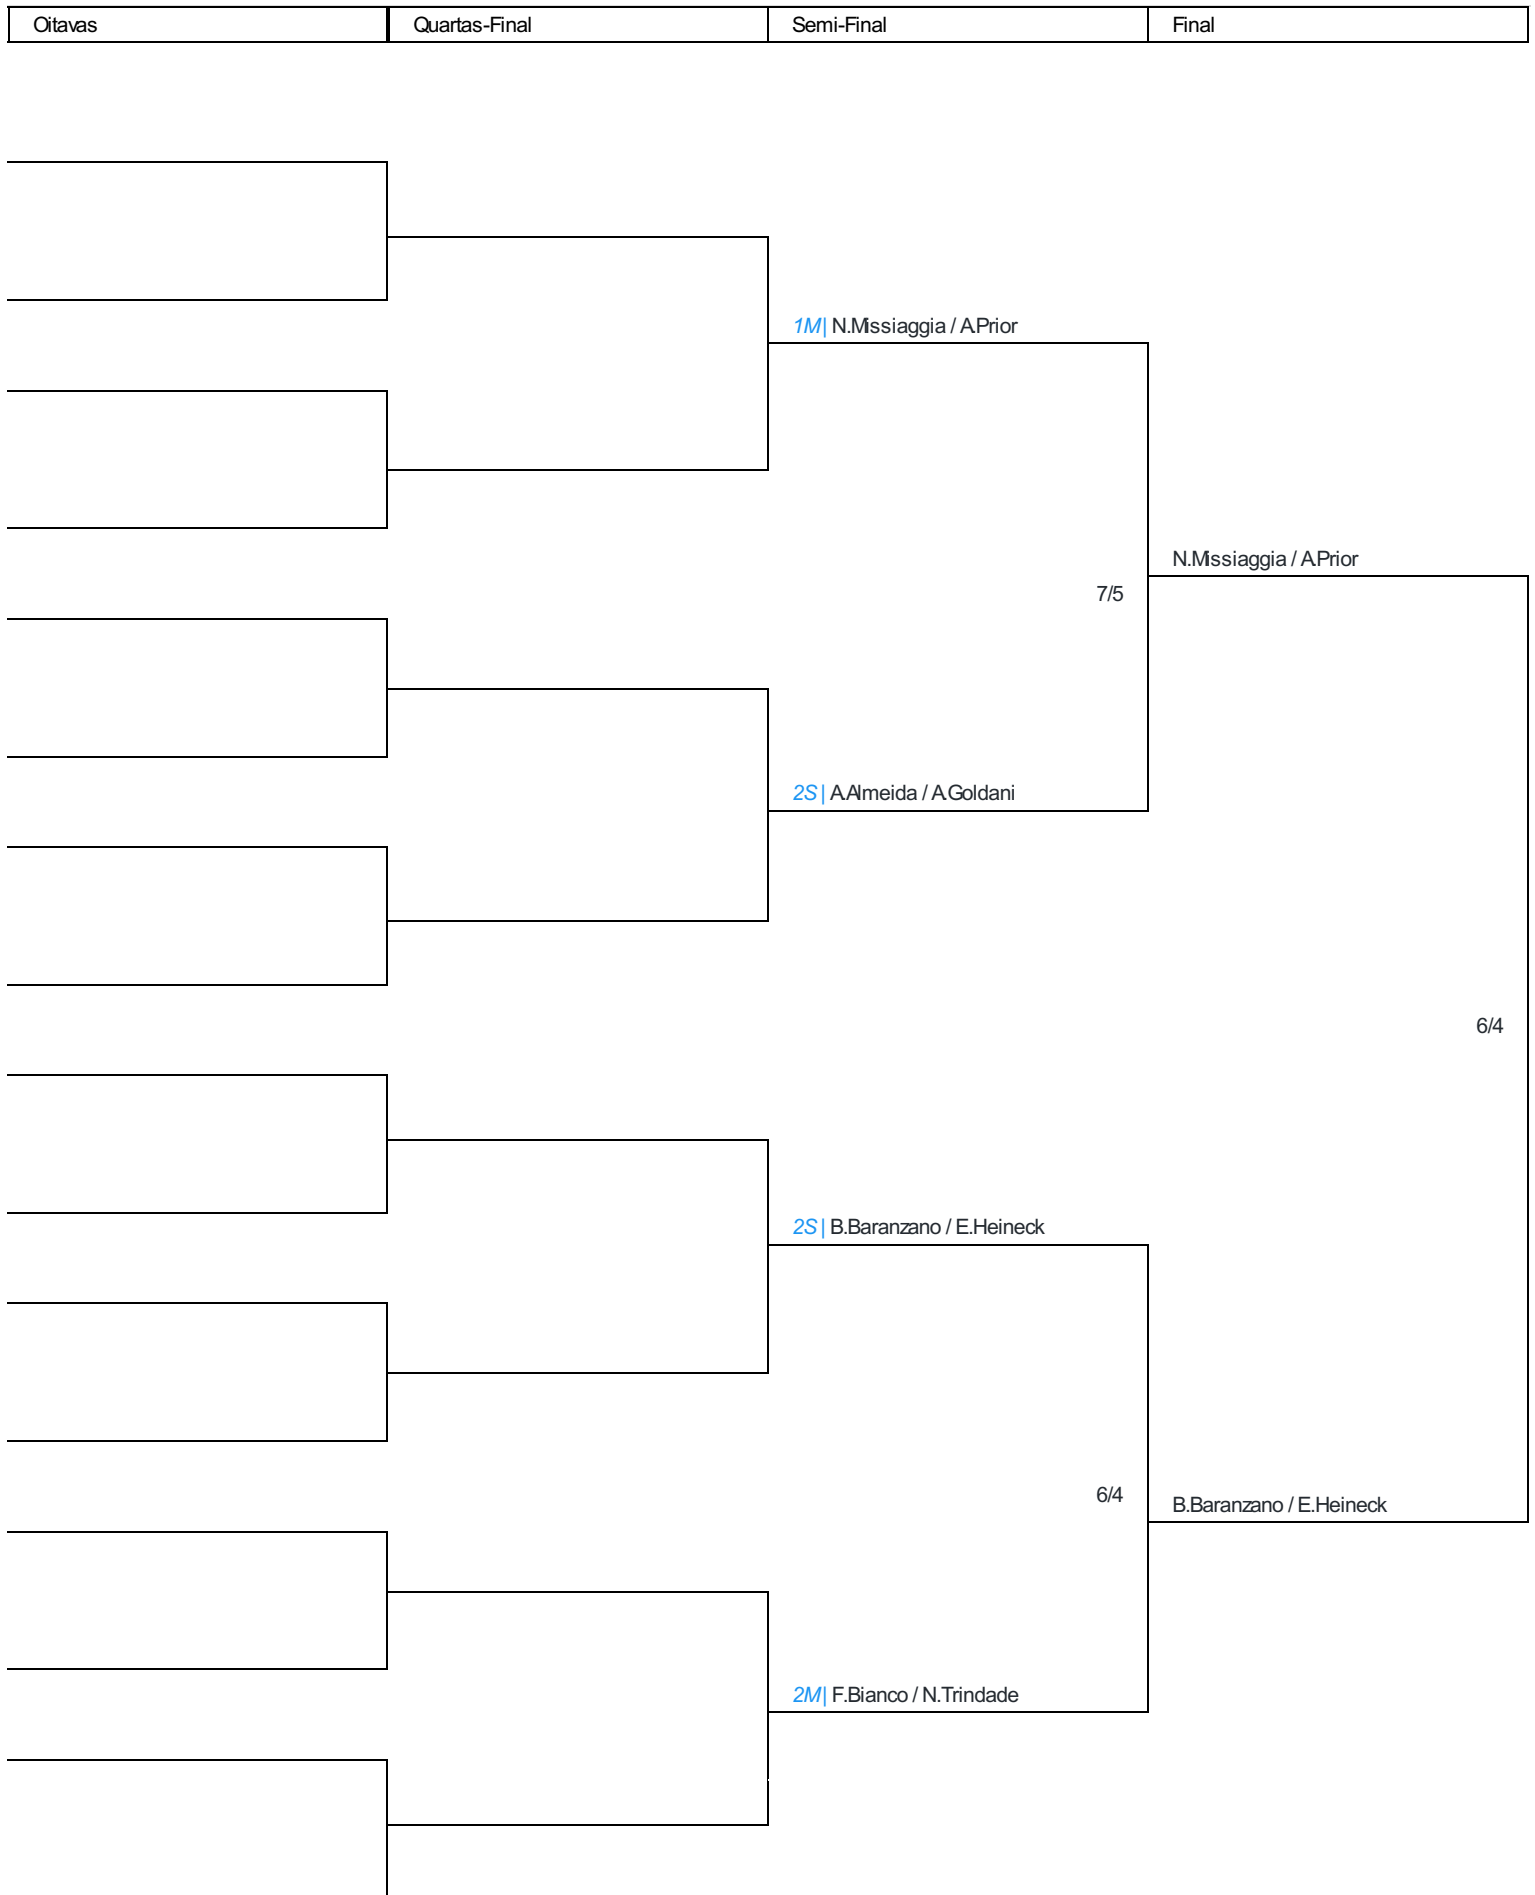 Oitavas Quartas-Final Semi-Final Final
1M| N.Missiaggia / A.Prior
N.Missiaggia / A.Prior
7/5
2S| A.Almeida / A.Goldani
6/4
2S| B.Baranzano / E.Heineck
6/4
B.Baranzano / E.Heineck
2M| F.Bianco / N.Trindade